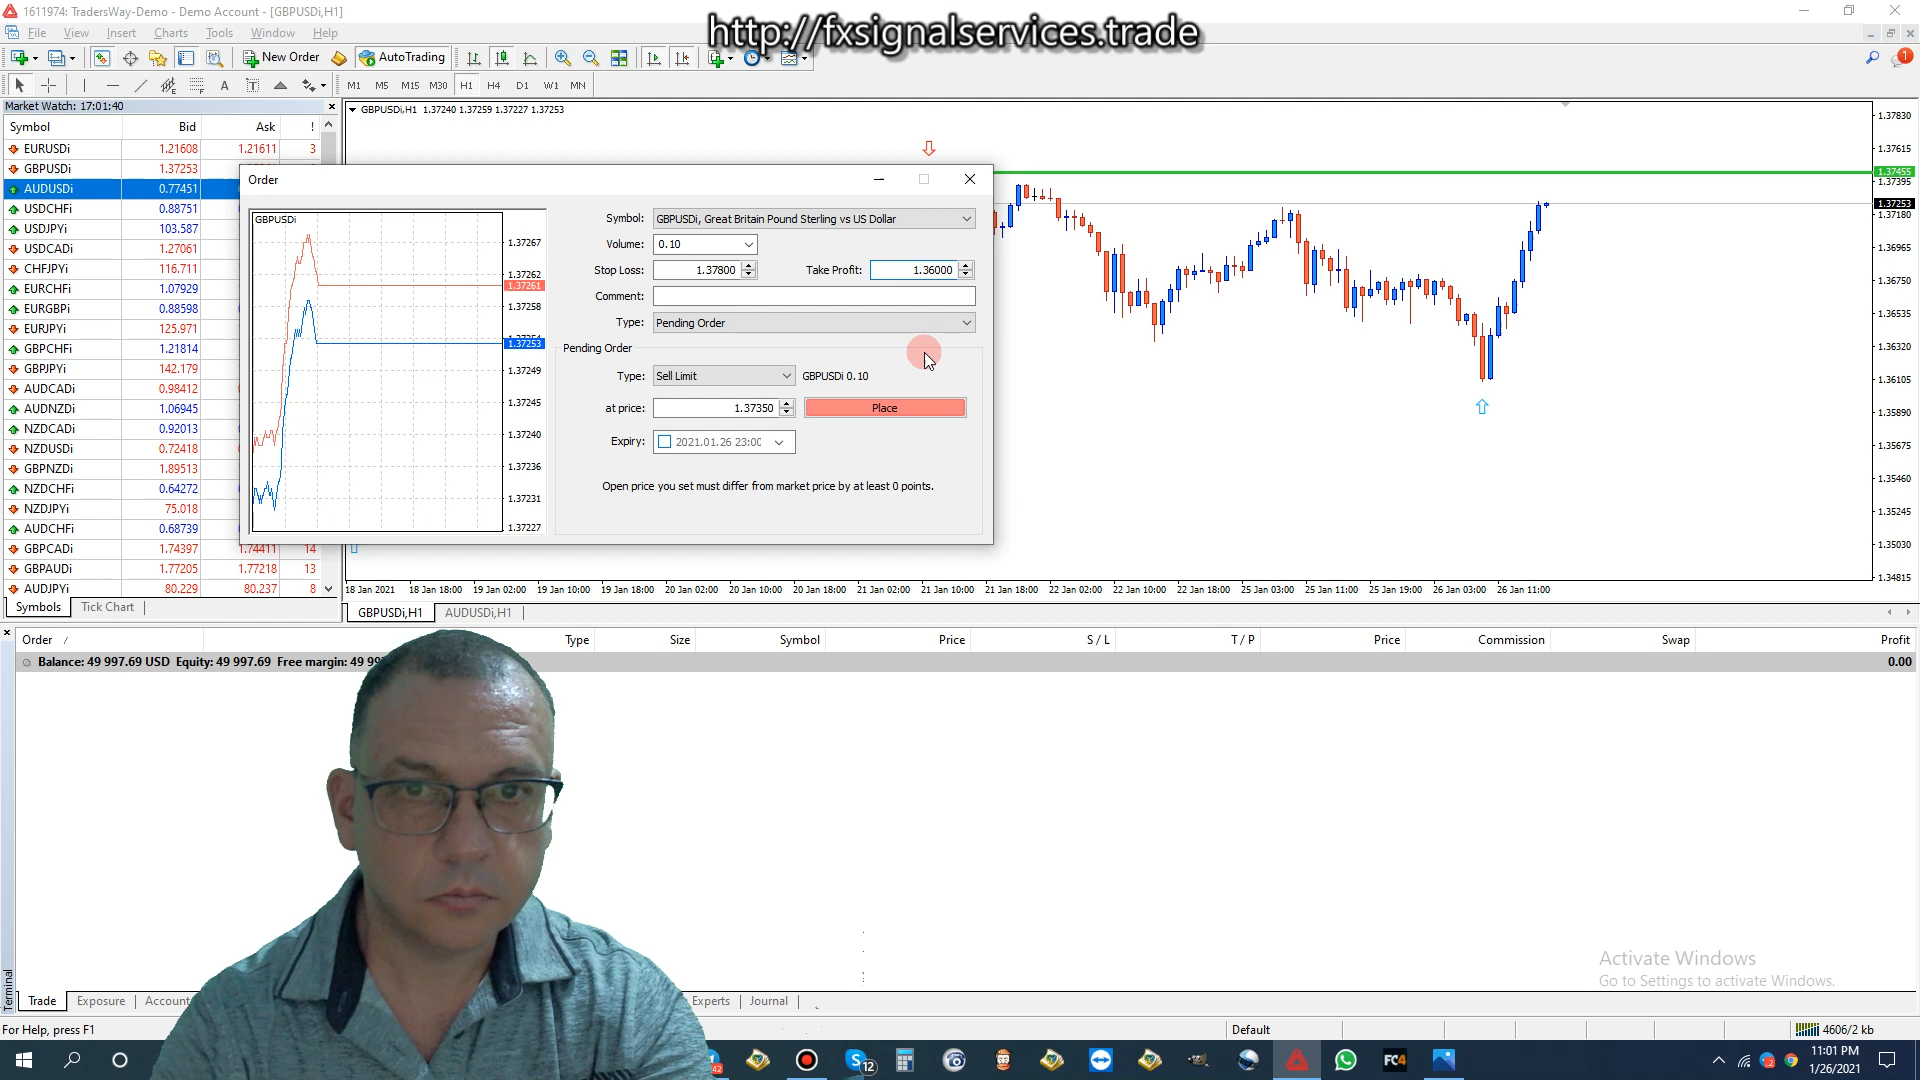 1611974: TradersWay-Demo - Demo Account - [GBPUSDi,H1]
http://fxsignalservices.trade
File View Insert Charts Tools Window Help
New Order AutoTrading
A T M1 M5 M15 M30 H1 H4 D1 W1 MN
Market Watch: 17:01:40
Symbol Bid Ask !
EURUSDi 1.21608 1.21611 3
GBPUSDi 1.37253
AUDUSDi 0.77451
USDCHFi 0.88751
USDJPYi 103.587
USDCADi 1.27061
CHFJPYi 116.711
EURCHFi 1.07929
EURGBPi 0.88598
EURJPYi 125.971
GBPCHFi 1.21814
GBPJPYi 142.179
AUDCADi 0.98412
AUDNZDi 1.06945
NZDCADi 0.92013
NZDUSDi 0.72418
GBPNZDi 1.89513
NZDCHFi 0.64272
NZDJPYi 75.018
AUDCHFi 0.68739
GBPCADi 1.74397 1.74411 14
GBPAUDi 1.77205 1.77218 13
AUDJPYi 80.229 80.237 8
Symbols Tick Chart
GBPUSDi,H1 1.37240 1.37259 1.37227 1.37253
Order
GBPUSDi
1.37267
1.37262
1.37261
1.37258
1.37253
1.37249
1.37245
1.37240
1.37236
1.37231
1.37227
Symbol: GBPUSDi, Great Britain Pound Sterling vs US Dollar
Volume: 0.10
Stop Loss: 1.37800 Take Profit: 1.36000
Comment:
Type: Pending Order
Pending Order
Type: Sell Limit GBPUSDi 0.10
at price: 1.37350 Place
Expiry: 2021.01.26 23:00
Open price you set must differ from market price by at least 0 points.
1.37830
1.37615
1.37455
1.37395
1.37253
1.37180
1.36965
1.36750
1.36535
1.36320
1.36105
1.35890
1.35675
1.35460
1.35245
1.35030
1.34815
18 Jan 2021 18 Jan 18:00 19 Jan 02:00 19 Jan 10:00 19 Jan 18:00 20 Jan 02:00 20 Jan 10:00 20 Jan 18:00 21 Jan 02:00 21 Jan 10:00 21 Jan 18:00 22 Jan 02:00 22 Jan 10:00 22 Jan 18:00 25 Jan 03:00 25 Jan 11:00 25 Jan 19:00 26 Jan 03:00 26 Jan 11:00
GBPUSDi,H1 AUDUSDi,H1
Order / Type Size Symbol Price S / L T / P Price Commission Swap Profit
Balance: 49 997.69 USD Equity: 49 997.69 Free margin: 49 0.00
Activate Windows
Go to Settings to activate Windows.
Terminal
Trade Exposure Account Experts Journal
For Help, press F1 Default 4606/2 kb
42 12 FC4 2 11:01 PM
1/26/2021